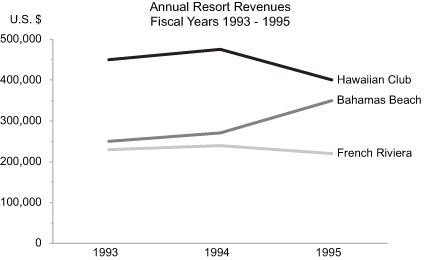 Annual Resort Revenues
Fiscal Years 1993 - 1995
U.S. $
500,000
400,000
300,000
200,000
100,000
0
Hawaiian Club
Bahamas Beach
French Riviera
1993
1994
1995